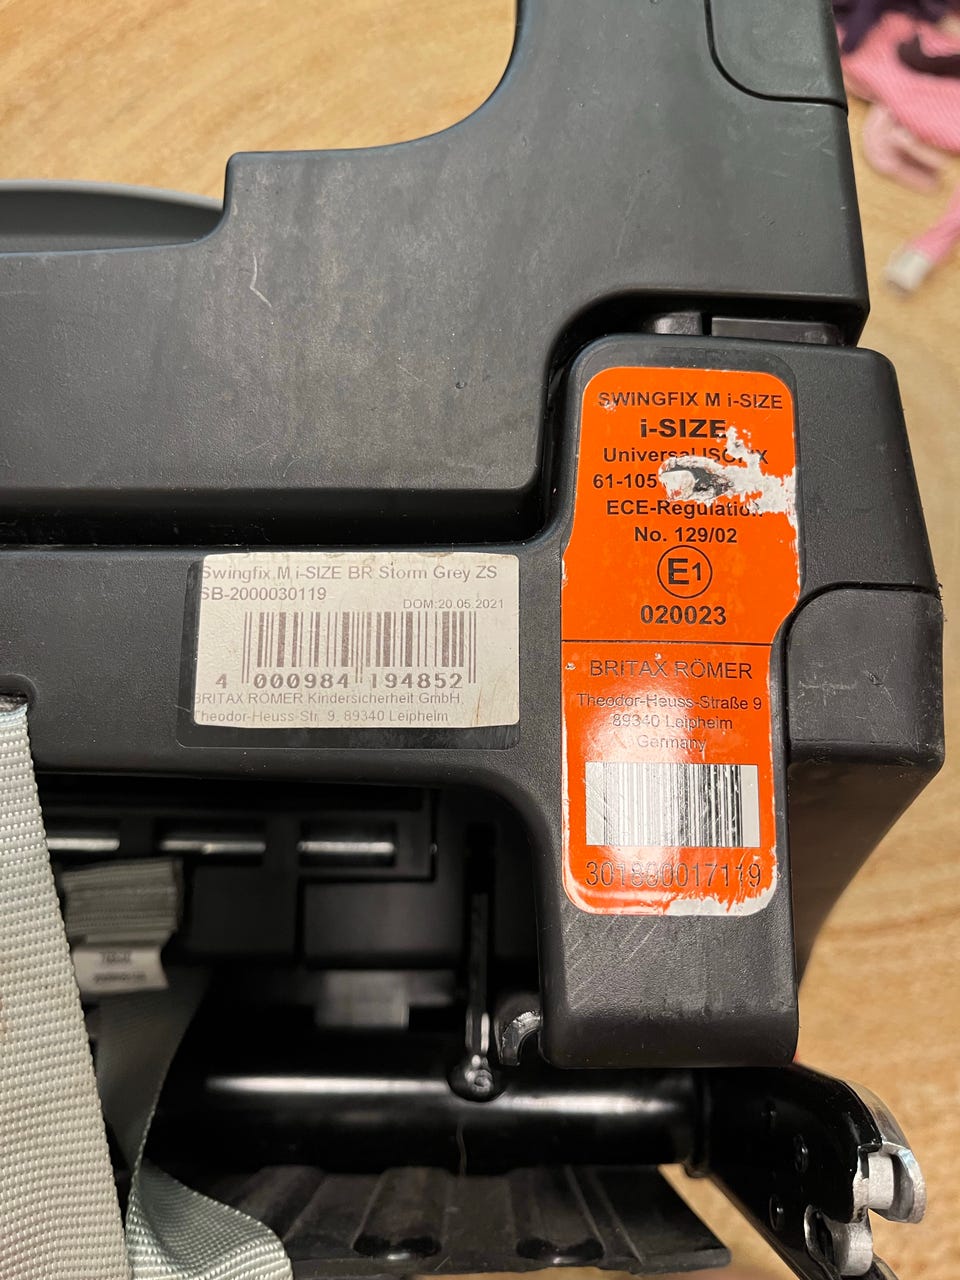 SWINGFIX M i-SIZE
i-SIZE
Universal ISOFIX
61-105
ECE-Regulation
No. 129/02
E1
020023
BRITAX RÖMER
Theodor-Heuss-Straße 9
89340 Leipheim
Germany
301800017119
Swingfix M i-SIZE BR Storm Grey ZS
SB-2000030119
DOM:20.05.2021
4 000984 194852
BRITAX RÖMER Kindersicherheit GmbH,
Theodor-Heuss-Str. 9, 89340 Leipheim